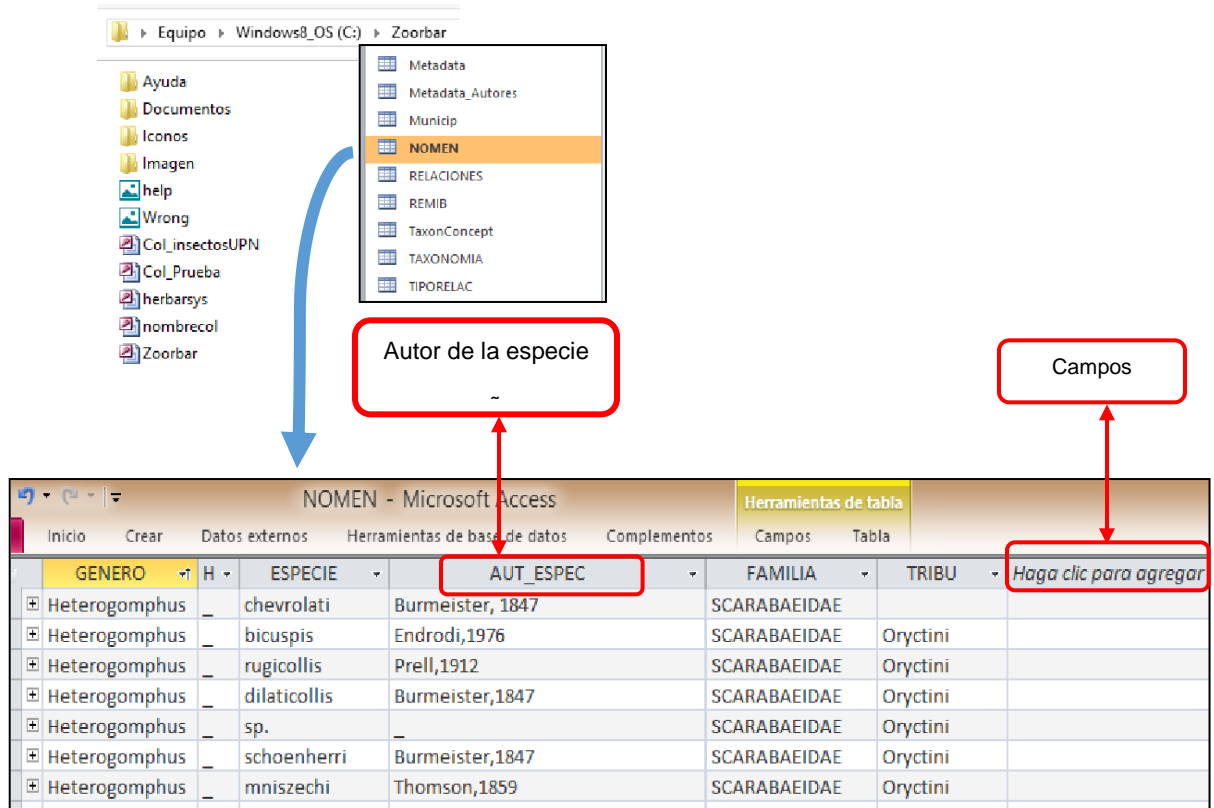 Equipo Windows8_OS (C:) Zoorbar
Ayuda
Documentos
Iconos
Imagen
help
Wrong
Col_insectosUPN
Col_Prueba
herbarsys
nombrecol
Zoorbar
Metadata
Metadata_Autores
Municip
NOMEN
RELACIONES
REMIB
TaxonConcept
TAXONOMIA
TIPORELAC
Autor de la especie
~
Campos
NOMEN - Microsoft Access
Herramientas de tabla
Inicio Crear Datos externos Herramientas de base de datos Complementos Campos Tabla
GENERO H ESPECIE AUT_ESPEC FAMILIA TRIBU Haga clic para agregar
Heterogomphus _ chevrolati Burmeister, 1847 SCARABAEIDAE
Heterogomphus _ bicuspis Endrodi,1976 SCARABAEIDAE Oryctini
Heterogomphus _ rugicollis Prell,1912 SCARABAEIDAE Oryctini
Heterogomphus _ dilaticollis Burmeister,1847 SCARABAEIDAE Oryctini
Heterogomphus _ sp. _ SCARABAEIDAE Oryctini
Heterogomphus _ schoenherri Burmeister,1847 SCARABAEIDAE Oryctini
Heterogomphus _ mniszechi Thomson,1859 SCARABAEIDAE Oryctini